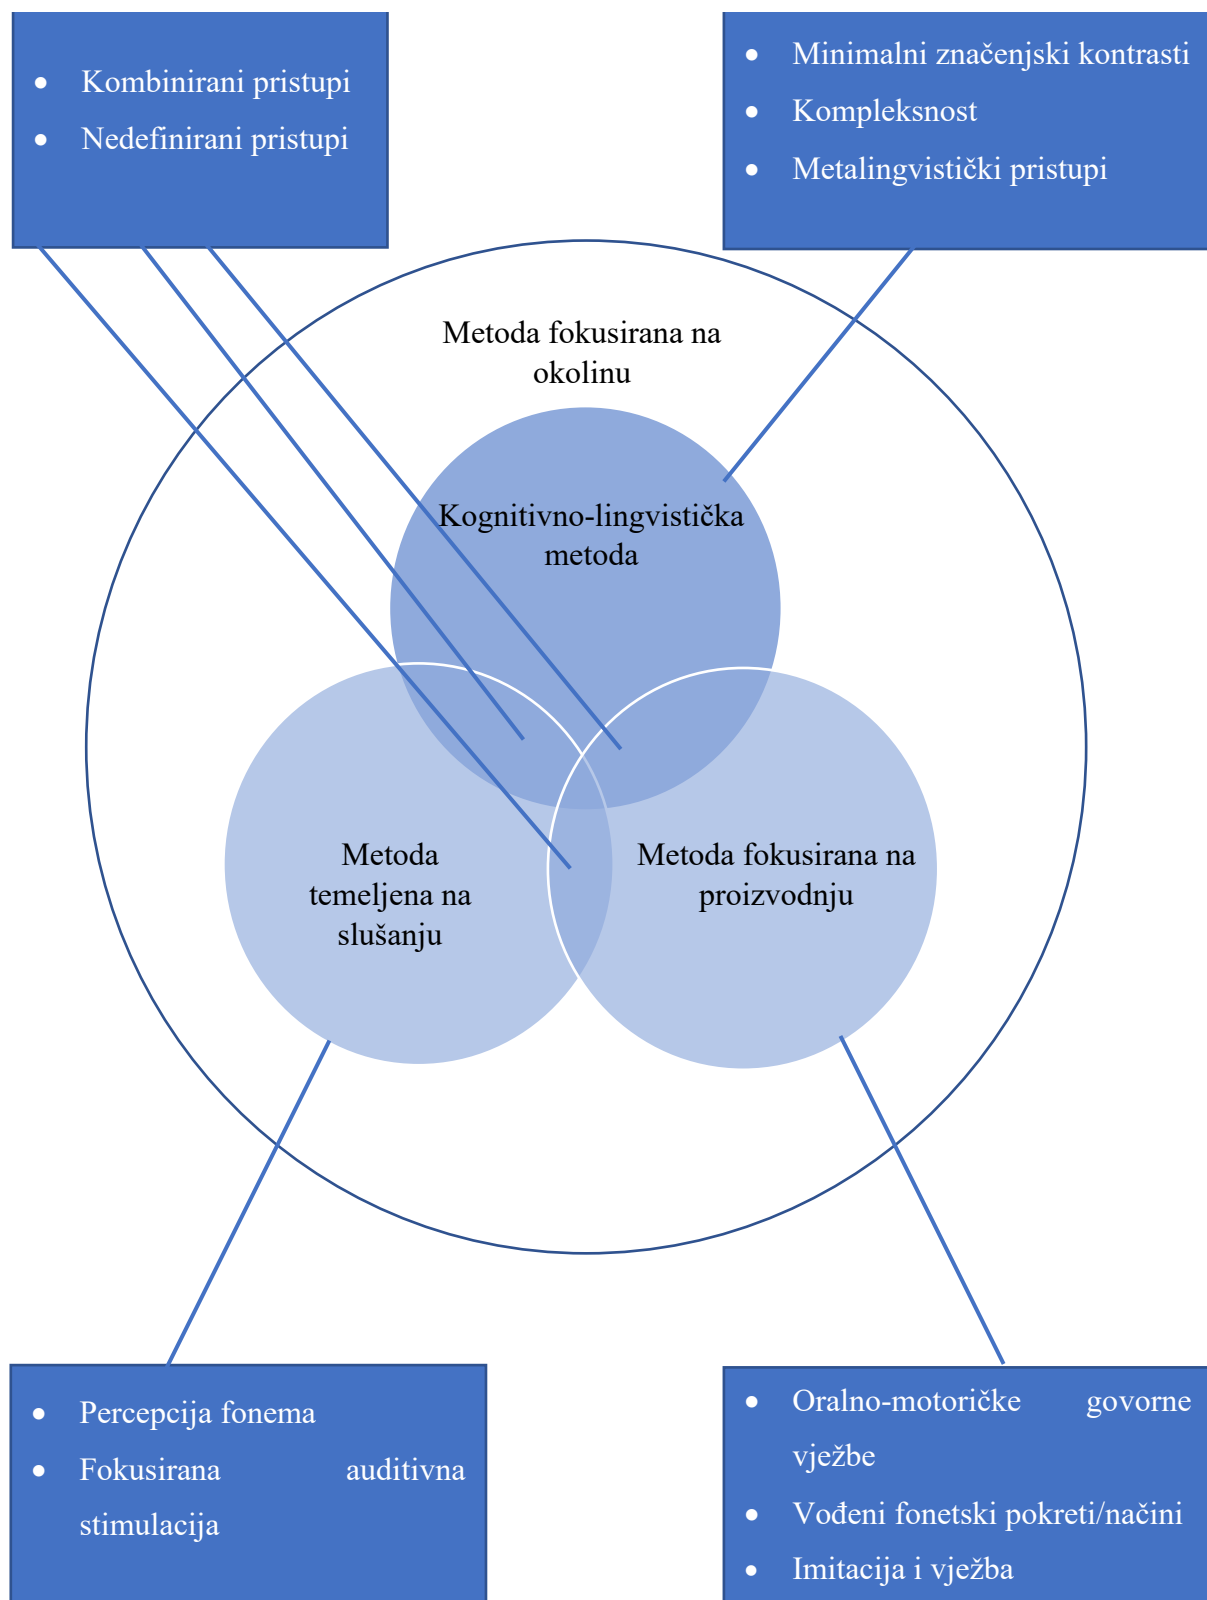 • Kombinirani pristupi
• Nedefinirani pristupi
• Minimalni značenjski kontrasti
• Kompleksnost
• Metalingvistički pristupi
Metoda fokusirana na
okolinu
Kognitivno-lingvistička
metoda
Metoda
temeljena na
slušanju
Metoda fokusirana na
proizvodnju
• Percepcija fonema
• Fokusirana auditivna
stimulacija
• Oralno-motoričke govorne
vježbe
• Vođeni fonetski pokreti/načini
• Imitacija i vježba